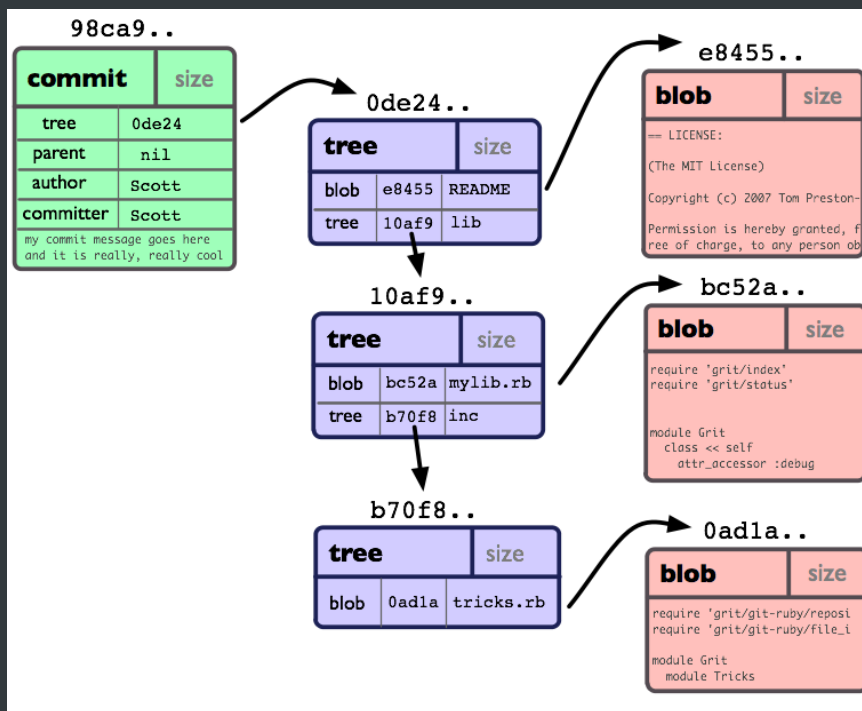 98ca9..
commit size
tree 0de24
parent nil
author Scott
committer Scott
my commit message goes here
and it is really, really cool
0de24..
tree size
blob e8455 README
tree 10af9 lib
10af9..
tree size
blob bc52a mylib.rb
tree b70f8 inc
b70f8..
tree size
blob 0ad1a tricks.rb
e8455..
blob size
== LICENSE:
(The MIT License)
Copyright (c) 2007 Tom Preston-
Permission is hereby granted, f
ree of charge, to any person ob
bc52a..
blob size
require 'grit/index'
require 'grit/status'
module Grit
class << self
attr_accessor :debug
0ad1a..
blob size
require 'grit/git-ruby/reposi
require 'grit/git-ruby/file_i
module Grit
module Tricks